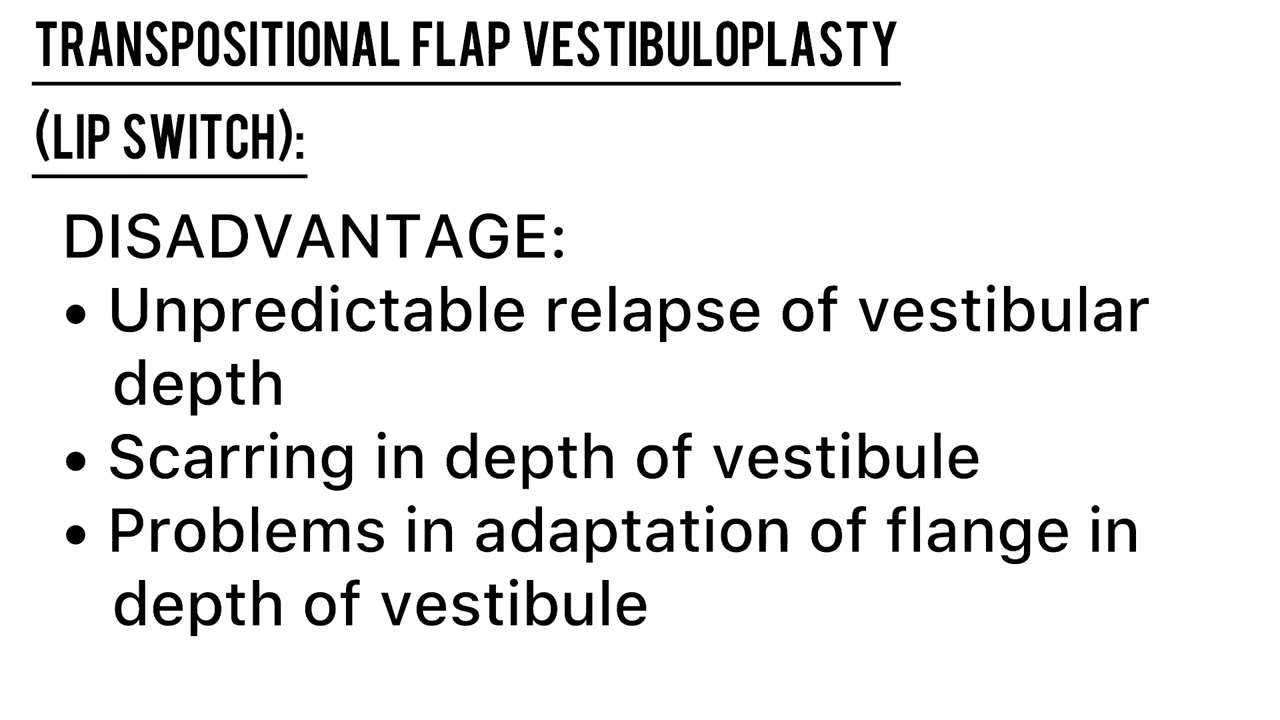 TRANSPOSITIONAL FLAP VESTIBULOPLASTY
(LIP SWITCH):
DISADVANTAGE:
• Unpredictable relapse of vestibular
depth
• Scarring in depth of vestibule
• Problems in adaptation of flange in
depth of vestibule